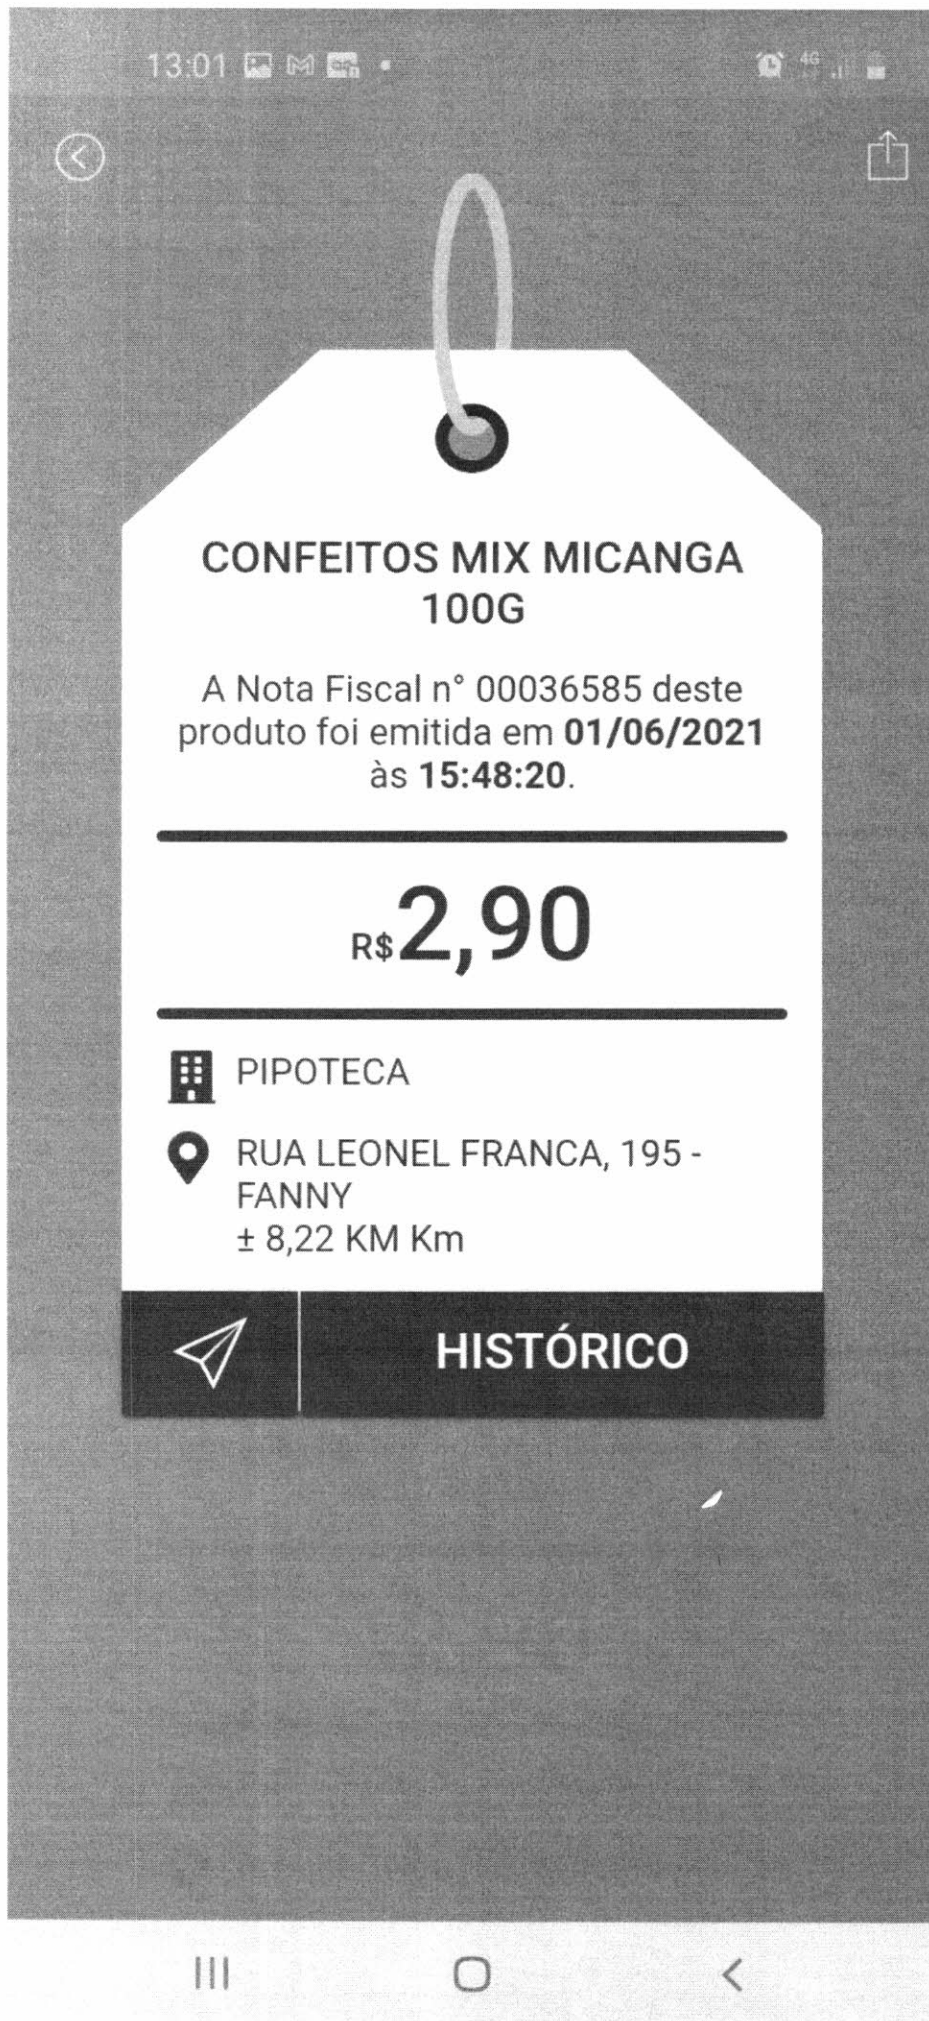 13:01
4G
CONFEITOS MIX MICANGA
100G
A Nota Fiscal n° 00036585 deste
produto foi emitida em 01/06/2021
às 15:48:20.
R$2,90
PIPOTECA
RUA LEONEL FRANCA, 195 -
FANNY
± 8,22 KM Km
HISTÓRICO